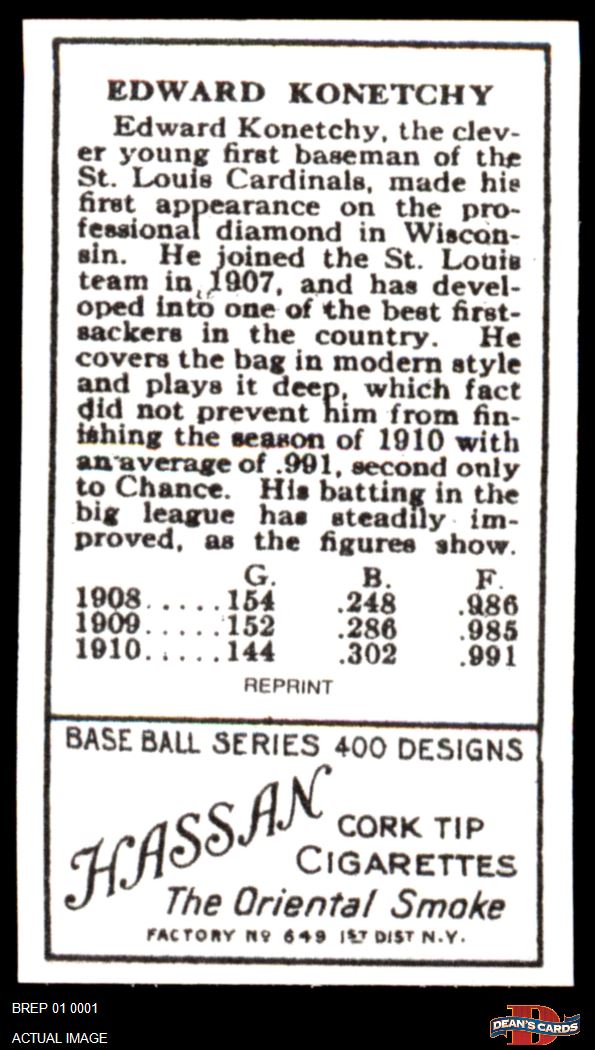 EDWARD KONETCHY
Edward Konetchy, the clev-
er young first baseman of the
St. Louis Cardinals, made his
first appearance on the pro-
fessional diamond in Wiscon-
sin. He joined the St. Louis
team in 1907, and has devel-
oped into one of the best first-
sackers in the country. He
covers the bag in modern style
and plays it deep, which fact
did not prevent him from fin-
ishing the season of 1910 with
an average of .991, second only
to Chance. His batting in the
big league has steadily im-
proved, as the figures show.
G. B. F.
1908......154 .248 .986
1909......152 .286 .985
1910......144 .302 .991
REPRINT
BASE BALL SERIES 400 DESIGNS
HASSAN
CORK TIP
CIGARETTES
The Oriental Smoke
FACTORY Nº 649 1ST DIST N.Y.
BREP 01 0001
ACTUAL IMAGE
D
DEAN'S CARDS